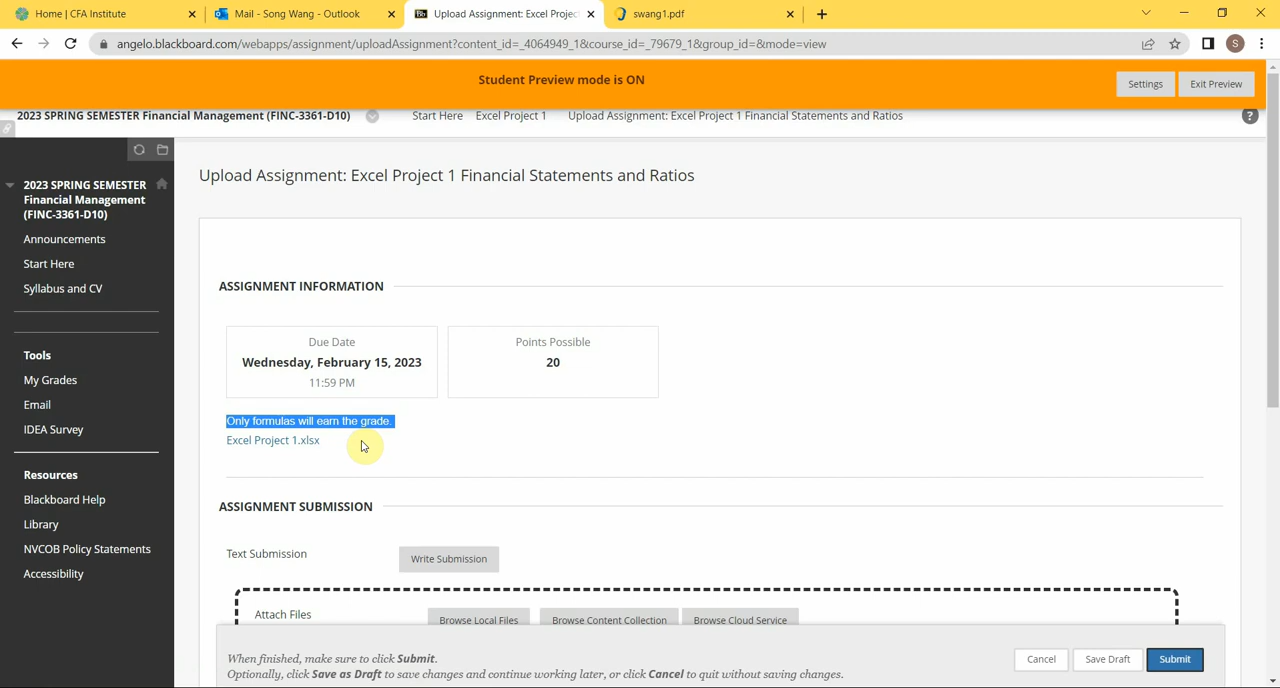 Home | CFA Institute
Mail - Song Wang - Outlook
Upload Assignment: Excel Projec
swang1.pdf
angelo.blackboard.com/webapps/assignment/uploadAssignment?content_id=_4064949_1&course_id=_79679_1&group_id=&mode=view
S
Student Preview mode is ON
Settings
Exit Preview
2023 SPRING SEMESTER Financial Management (FINC-3361-D10)
Start Here
Excel Project 1
Upload Assignment: Excel Project 1 Financial Statements and Ratios
?
2023 SPRING SEMESTER
Financial Management
(FINC-3361-D10)
Announcements
Start Here
Syllabus and CV
Tools
My Grades
Email
IDEA Survey
Resources
Blackboard Help
Library
NVCOB Policy Statements
Accessibility
Upload Assignment: Excel Project 1 Financial Statements and Ratios
ASSIGNMENT INFORMATION
Due Date
Wednesday, February 15, 2023
11:59 PM
Points Possible
20
Only formulas will earn the grade.
Excel Project 1.xlsx
ASSIGNMENT SUBMISSION
Text Submission
Write Submission
Attach Files
Browse Local Files
Browse Content Collection
Browse Cloud Service
When finished, make sure to click Submit.
Optionally, click Save as Draft to save changes and continue working later, or click Cancel to quit without saving changes.
Cancel
Save Draft
Submit